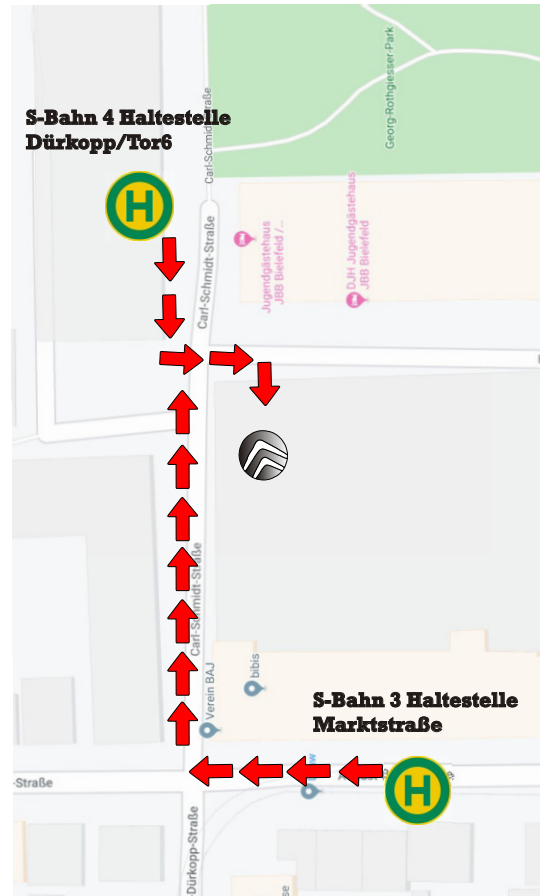 Georg-Rothgiesser-Park
Carl-Schmidt-Straße
S-Bahn 4 Haltestelle
Dürkopp/Tor6
H
Carl-Schmidt-Straße
Jugendgästehaus
JBB Bielefeld /...
DJH Jugendgästehaus
JBB Bielefeld
Carl-Schmidt-Straße
Verein BAJ
bibis
S-Bahn 3 Haltestelle
Marktstraße
H
-Straße
Dürkopp-Straße